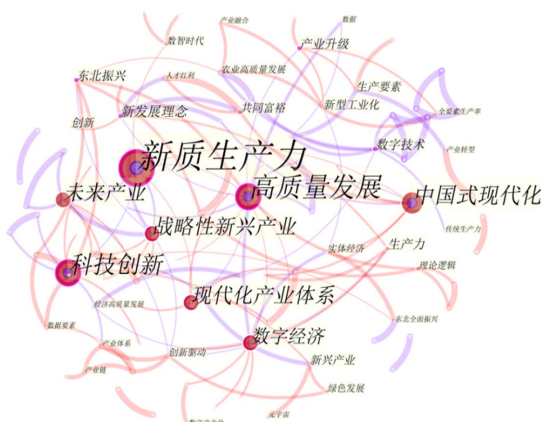 产业融合
数据
数智时代
产业升级
东北振兴
人才红利
农业高质量发展
生产要素
新发展理念
共同富裕
新型工业化
全要素生产率
创新
数字技术
产业转型
新质生产力
未来产业
高质量发展
中国式现代化
战略性新兴产业
传统生产力
实体经济
生产力
科技创新
理论逻辑
现代化产业体系
经济高质量发展
数据要素
东北全面振兴
数字经济
产业体系
创新驱动
新兴产业
产业链
绿色发展
元宇宙